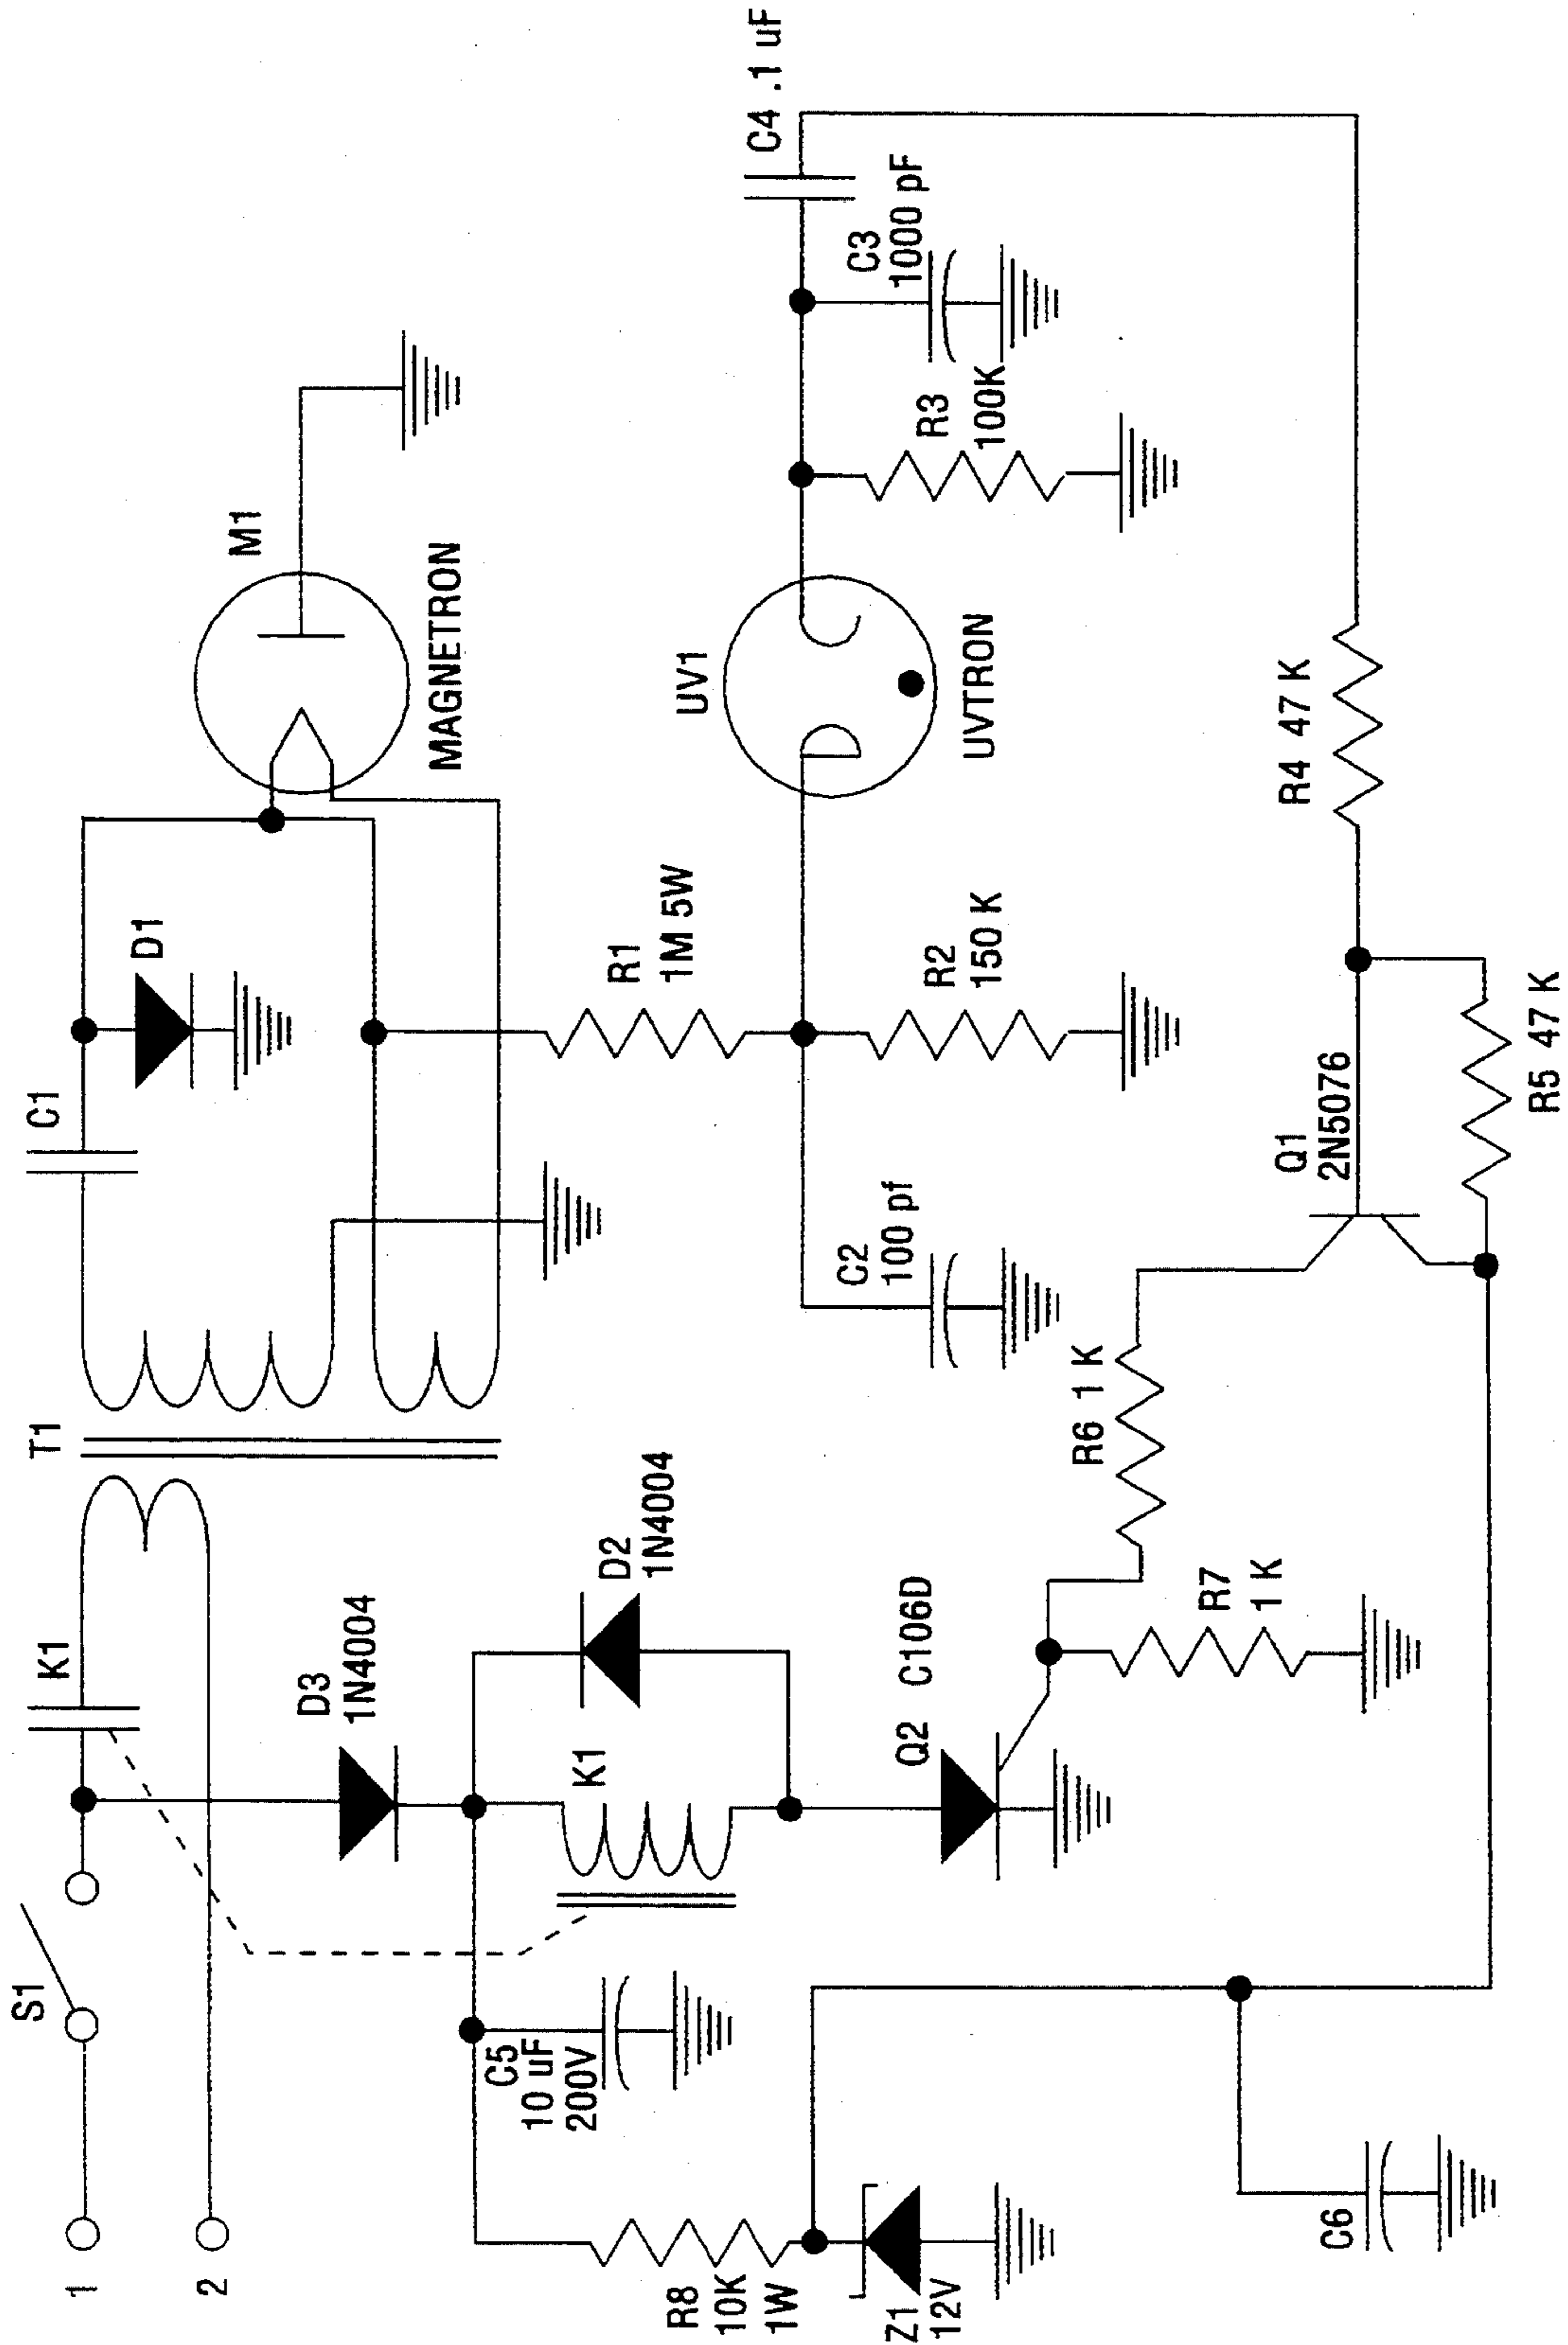 1
2
S1
K1
T1
C1
D1
M1
MAGNETRON
D3
1N4004
D2
1N4004
K1
C5
10 uF
200V
R8
10K
1W
Z1
12V
C6
Q2 C106D
R7
1 K
R6 1 K
C2
100 pf
R1
1M 5W
R2
150 K
UV1
UVTRON
R3
100K
C3
1000 pF
C4 .1 uF
R4 47 K
Q1
2N5076
R5 47 K